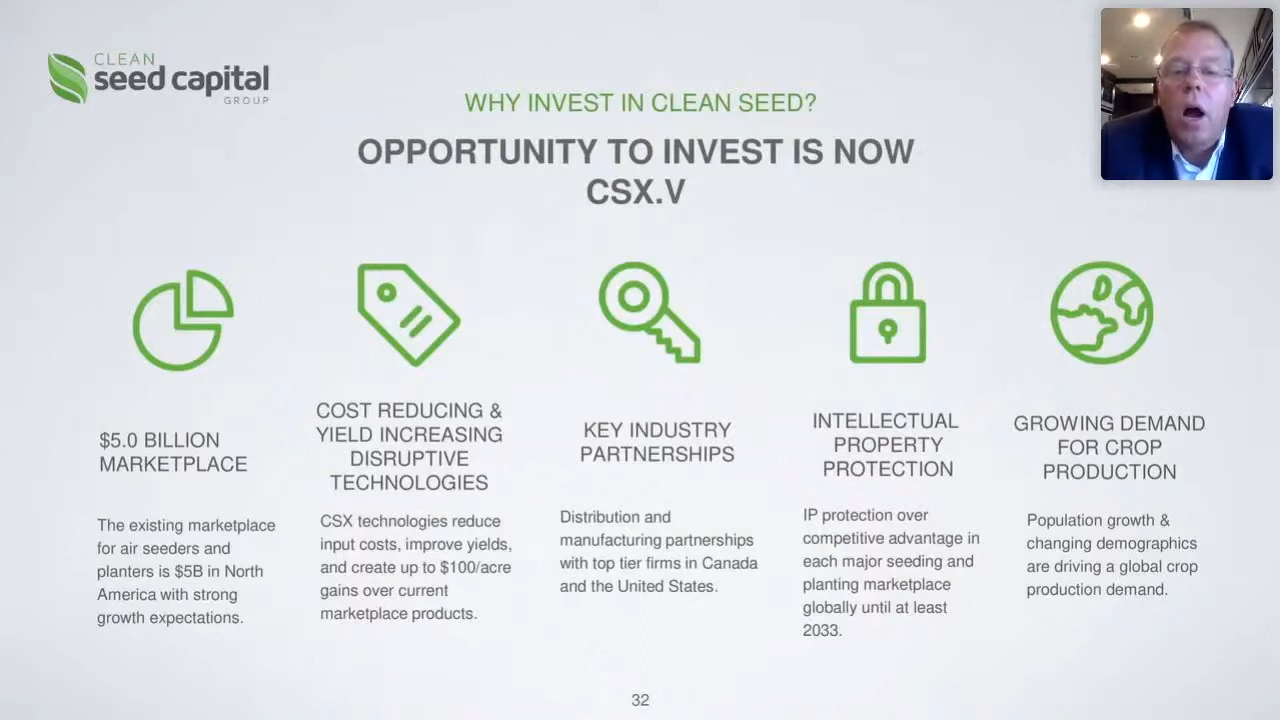 CLEAN
seed capital
GROUP
WHY INVEST IN CLEAN SEED?
OPPORTUNITY TO INVEST IS NOW
CSX.V
$5.0 BILLION
MARKETPLACE
The existing marketplace
for air seeders and
planters is $5B in North
America with strong
growth expectations.
COST REDUCING &
YIELD INCREASING
DISRUPTIVE
TECHNOLOGIES
CSX technologies reduce
input costs, improve yields,
and create up to $100/acre
gains over current
marketplace products.
KEY INDUSTRY
PARTNERSHIPS
Distribution and
manufacturing partnerships
with top tier firms in Canada
and the United States.
INTELLECTUAL
PROPERTY
PROTECTION
IP protection over
competitive advantage in
each major seeding and
planting marketplace
globally until at least
2033.
GROWING DEMAND
FOR CROP
PRODUCTION
Population growth &
changing demographics
are driving a global crop
production demand.
32